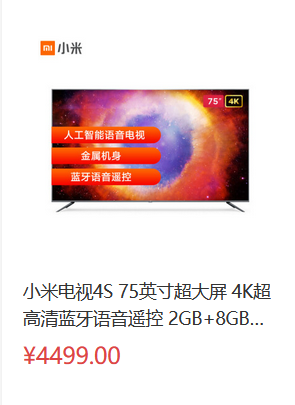 小米
75"
4K
人工智能语音电视
金属机身
蓝牙语音遥控
小米电视4S 75英寸超大屏 4K超
高清蓝牙语音遥控 2GB+8GB...
¥4499.00